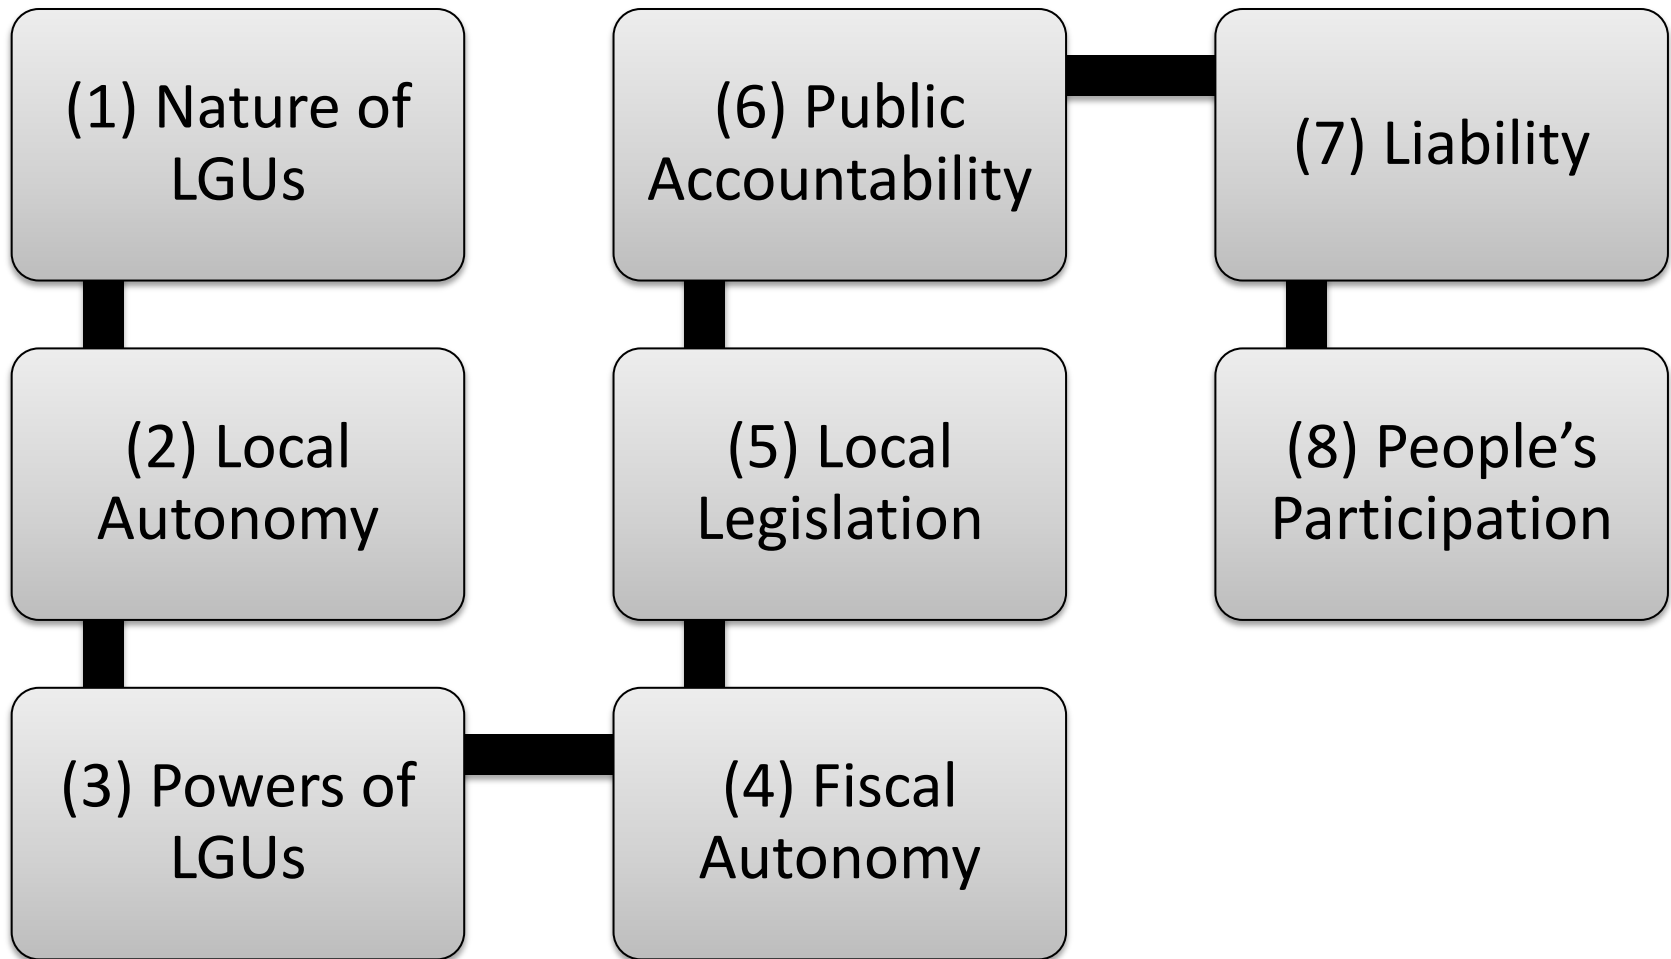 (1) Nature of
LGUs
(2) Local
Autonomy
(3) Powers of
LGUs
(4) Fiscal
Autonomy
(5) Local
Legislation
(6) Public
Accountability
(7) Liability
(8) People’s
Participation